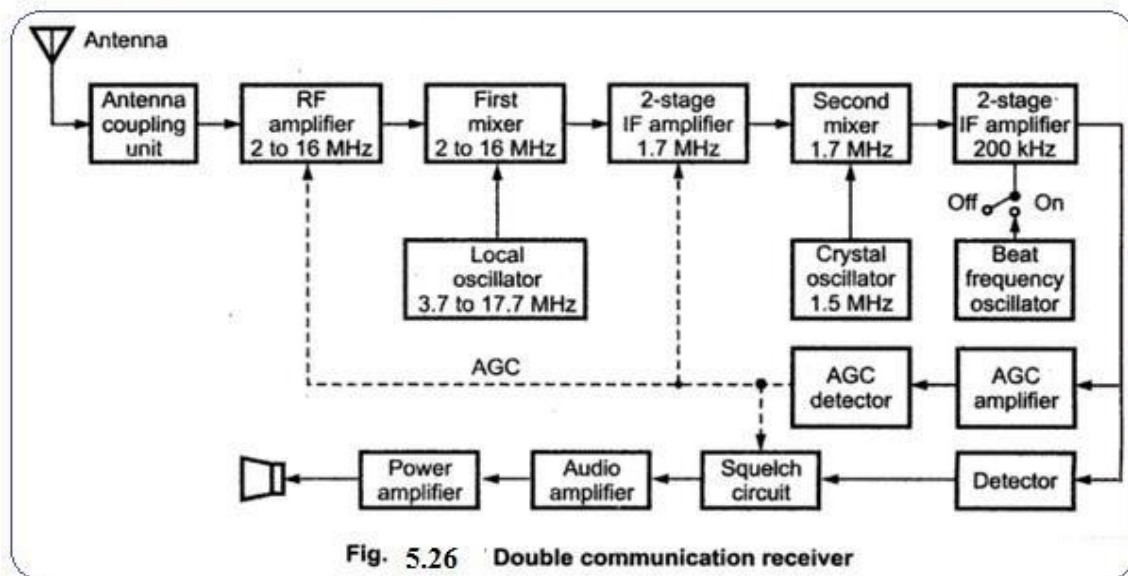 Antenna
Antenna
coupling
unit
RF
amplifier
2 to 16 MHz
First
mixer
2 to 16 MHz
2-stage
IF amplifier
1.7 MHz
Second
mixer
1.7 MHz
2-stage
IF amplifier
200 kHz
Off
On
Local
oscillator
3.7 to 17.7 MHz
Crystal
oscillator
1.5 MHz
Beat
frequency
oscillator
AGC
AGC
detector
AGC
amplifier
Power
amplifier
Audio
amplifier
Squelch
circuit
Detector
Fig. 5.26 Double communication receiver